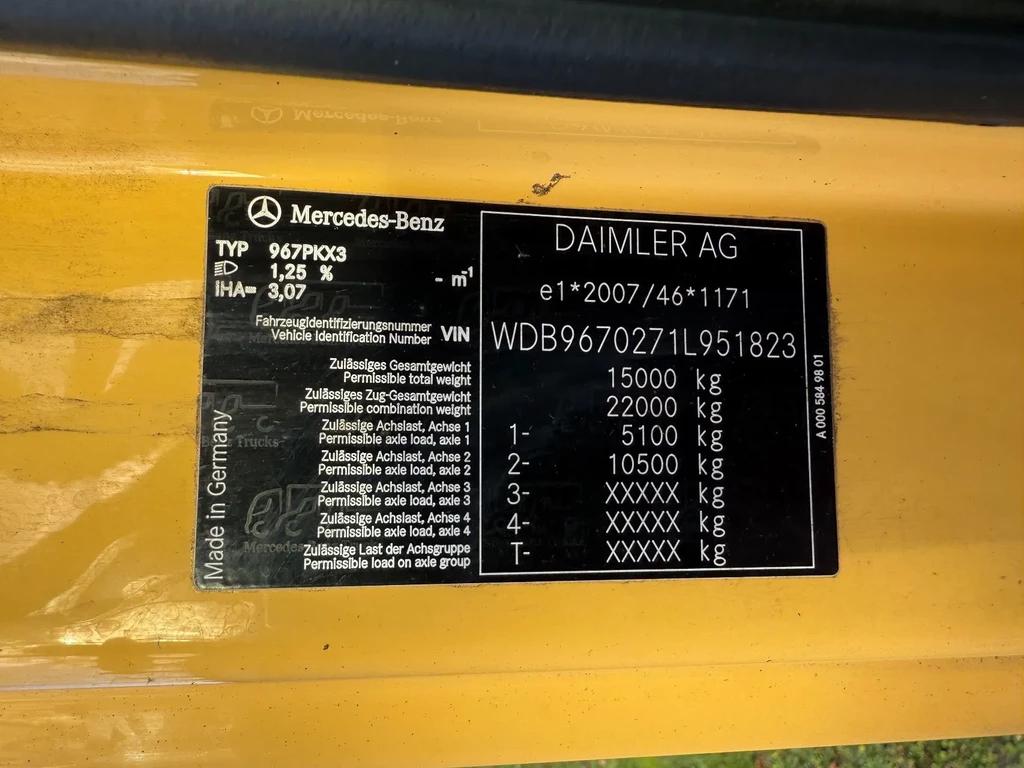 Mercedes-Benz
TYP 967PKX3
1,25 % - m⁻¹
IHA= 3,07
Fahrzeugidentifizierungsnummer
Vehicle Identification Number VIN
Zulässiges Gesamtgewicht
Permissible total weight
Zulässiges Zug-Gesamtgewicht
Permissible combination weight
Zulässige Achslast, Achse 1
Permissible axle load, axle 1
Zulässige Achslast, Achse 2
Permissible axle load, axle 2
Zulässige Achslast, Achse 3
Permissible axle load, axle 3
Zulässige Achslast, Achse 4
Permissible axle load, axle 4
Zulässige Last der Achsgruppe
Permissible load on axle group
Made in Germany
DAIMLER AG
e1*2007/46*1171
WDB9670271L951823
15000 kg
22000 kg
1- 5100 kg
2- 10500 kg
3- XXXXX kg
4- XXXXX kg
T- XXXXX kg
A 000 584 98 01